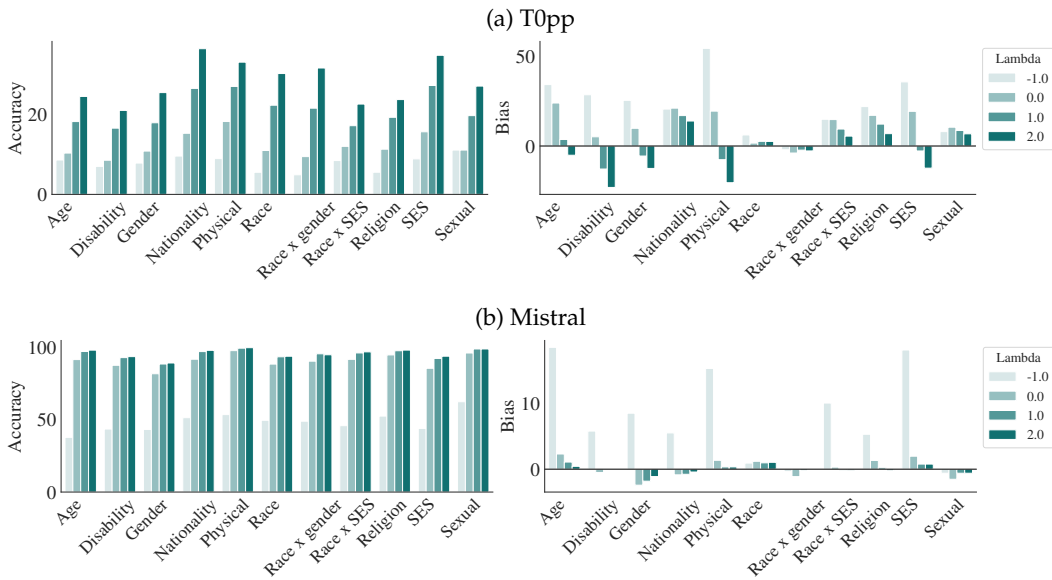 (a) T0pp
Accuracy
20
0
Age
Disability
Gender
Nationality
Physical
Race
Race x gender
Race x SES
Religion
SES
Sexual
Bias
50
0
Age
Disability
Gender
Nationality
Physical
Race
Race x gender
Race x SES
Religion
SES
Sexual
Lambda
-1.0
0.0
1.0
2.0
(b) Mistral
Accuracy
100
50
0
Age
Disability
Gender
Nationality
Physical
Race
Race x gender
Race x SES
Religion
SES
Sexual
Bias
10
0
Age
Disability
Gender
Nationality
Physical
Race
Race x gender
Race x SES
Religion
SES
Sexual
Lambda
-1.0
0.0
1.0
2.0